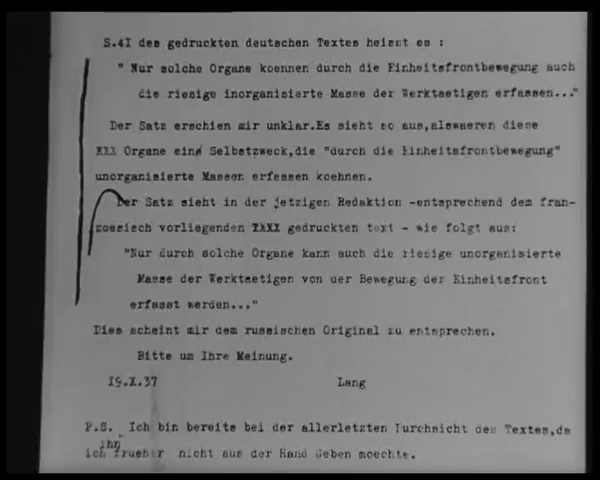 S.41 des gedruckten deutschen Textes heisst es :
" Nur solche Organe koennen durch die Einheitsfrontbewegung auch
die riesige inorganisierte Masse der Werktaetigen erfassen..."
Der Satz erschien mir unklar.Es sieht so aus,alswaeren diese
XXX Organe ein Selbstzweck,die "durch die Einheitsfrontbewegung"
unorganisierte Massen erfassen koehnen.
Der Satz sieht in der jetzigen Redaktion -entsprechend dem fran-
zoesisch vorliegenden XXXX gedruckten text - wie folgt aus:
"Nur durch solche Organe kann auch die riesige unorganisierte
Masse der Werktaetigen von der Bewegung der Einheitsfront
erfasst werden..."
Dies scheint mir dem russischen Original zu entsprechen.
Bitte um Ihre Meinung.
19.X.37 Lang
P.S. Ich bin bereits bei der allerletzten Durchsicht des Textes,da
ich ihn frueher nicht aus der Hand Geben moechte.